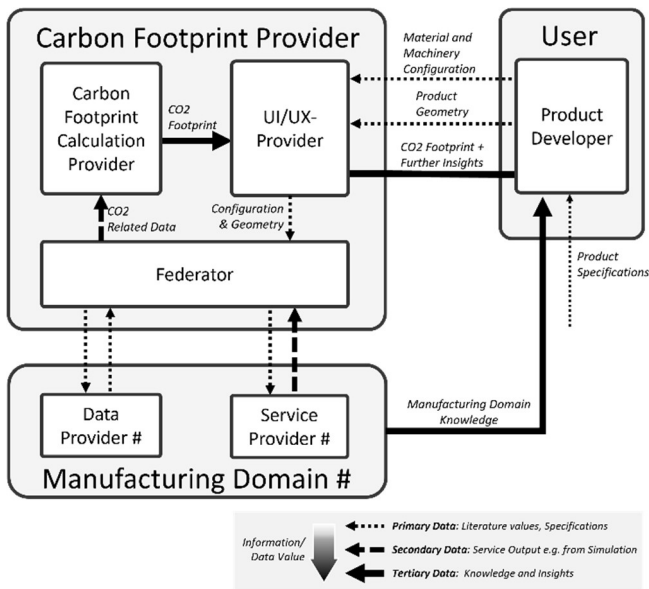 Carbon Footprint Provider
User
Carbon
Footprint
Calculation
Provider
CO2
Footprint
UI/UX-
Provider
Material and
Machinery
Configuration
Product
Geometry
CO2 Footprint +
Further Insights
Product
Developer
CO2
Related Data
Configuration
& Geometry
Federator
Product
Specifications
Data
Provider #
Service
Provider #
Manufacturing Domain #
Manufacturing Domain
Knowledge
Information/
Data Value
Primary Data: Literature values, Specifications
Secondary Data: Service Output e.g. from Simulation
Tertiary Data: Knowledge and Insights